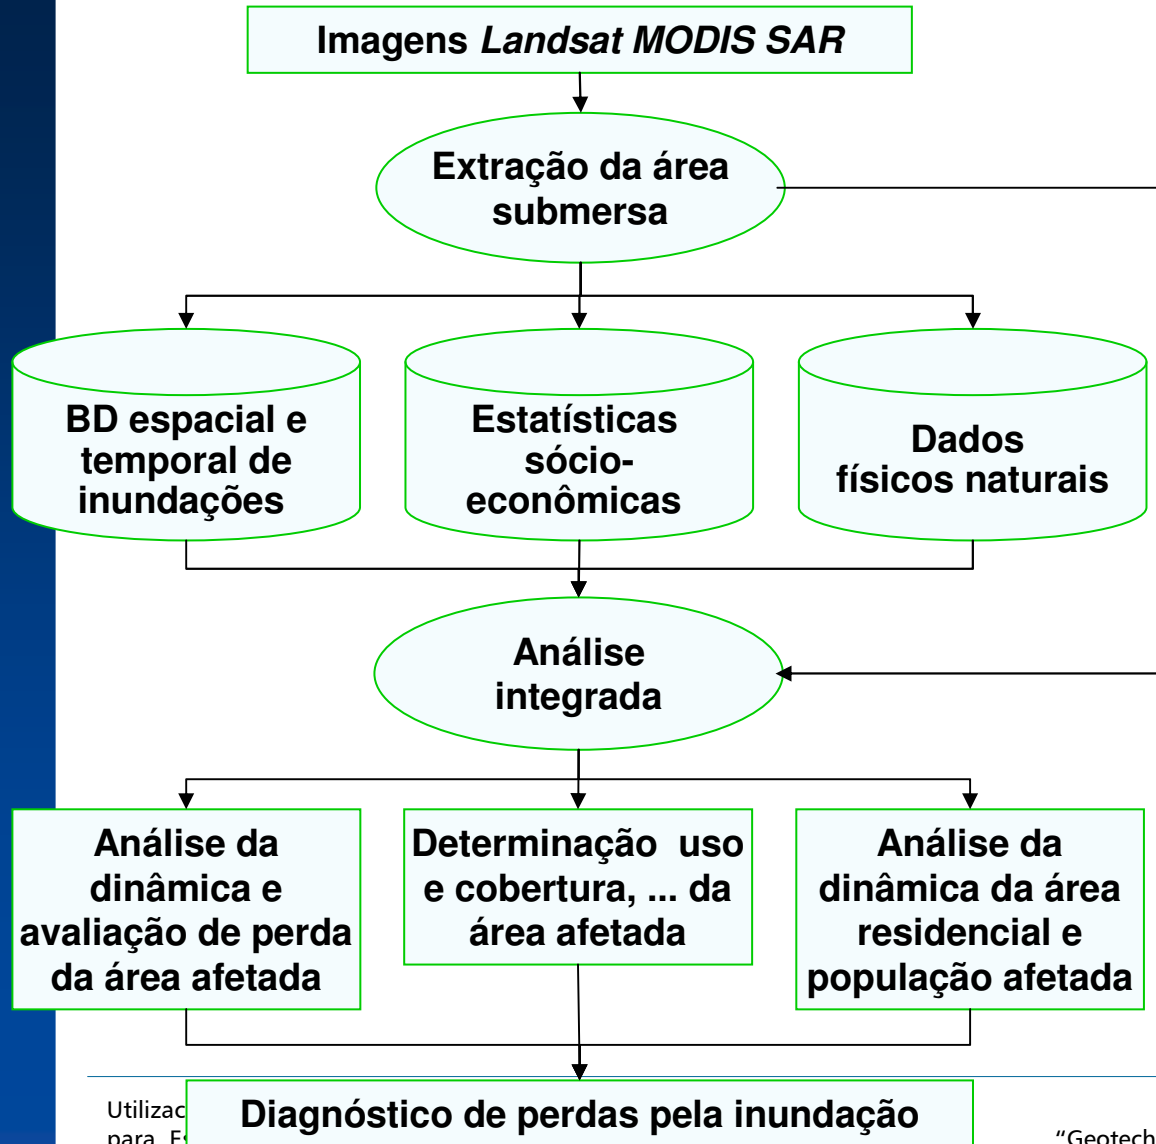 Imagens Landsat MODIS SAR
Extração da área
submersa
BD espacial e
temporal de
inundações
Estatísticas
sócio-
econômicas
Dados
físicos naturais
Análise
integrada
Análise da
dinâmica e
avaliação de perda
da área afetada
Determinação uso
e cobertura, ... da
área afetada
Análise da
dinâmica da área
residencial e
população afetada
Diagnóstico de perdas pela inundação
Utilizac
para
“Geotech